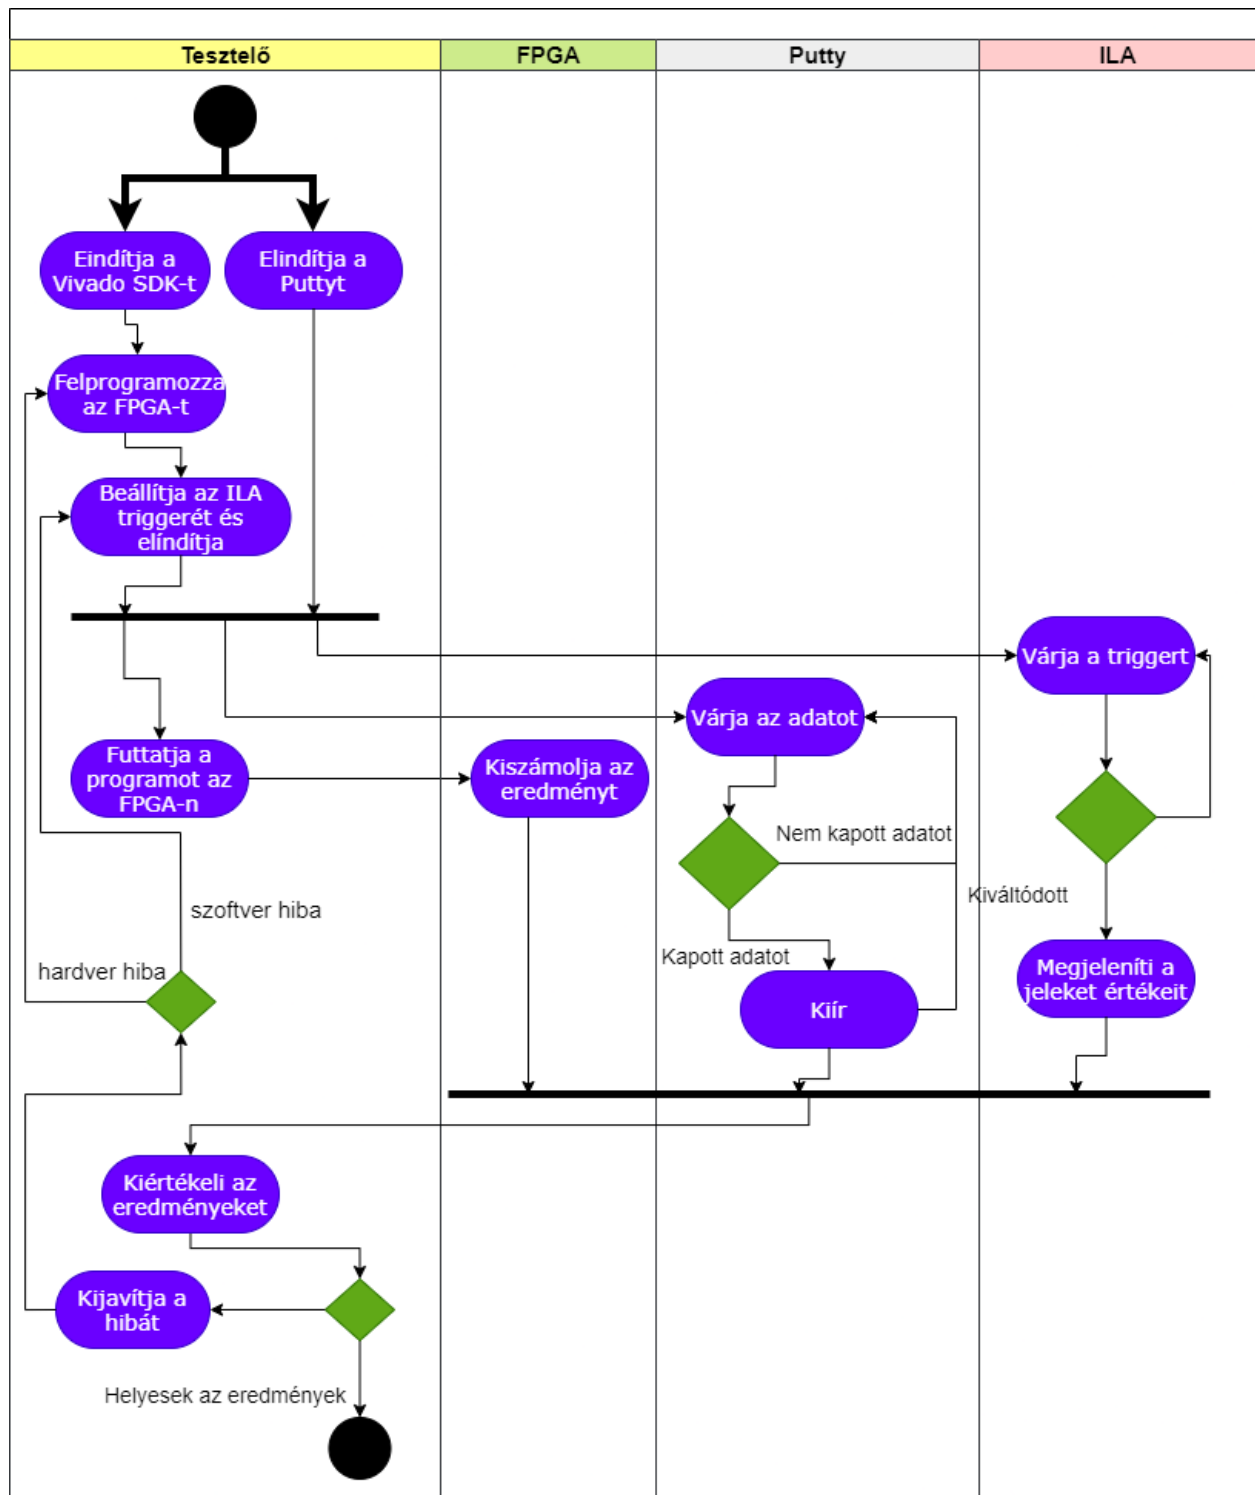 Tesztelő
FPGA
Putty
ILA
Eindítja a
Vivado SDK-t
Elindítja a
Puttyt
Felprogramozza
az FPGA-t
Beállítja az ILA
triggerét és
elíndítja
Várja a triggert
Várja az adatot
Futtatja a
programot az
FPGA-n
Kiszámolja az
eredményt
Nem kapott adatot
Kiváltódott
szoftver hiba
Kapott adatot
hardver hiba
Megjeleníti a
jeleket értékeit
Kiír
Kiértékeli az
eredményeket
Kijavítja a
hibát
Helyesek az eredmények